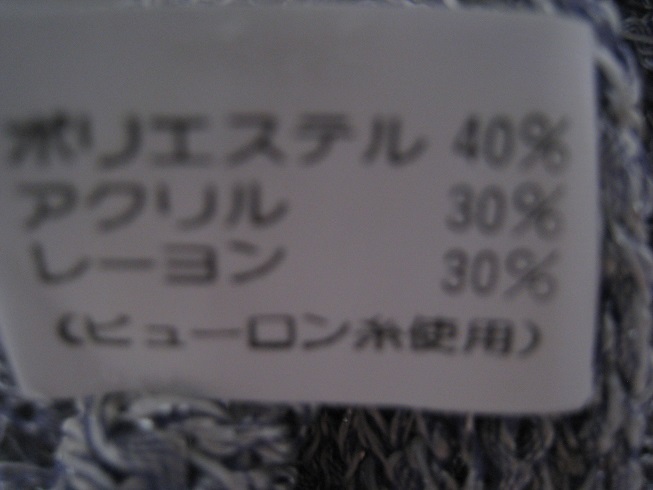 ポリエステル 40%
アクリル 30%
レーヨン 30%
(ビューロン糸使用)